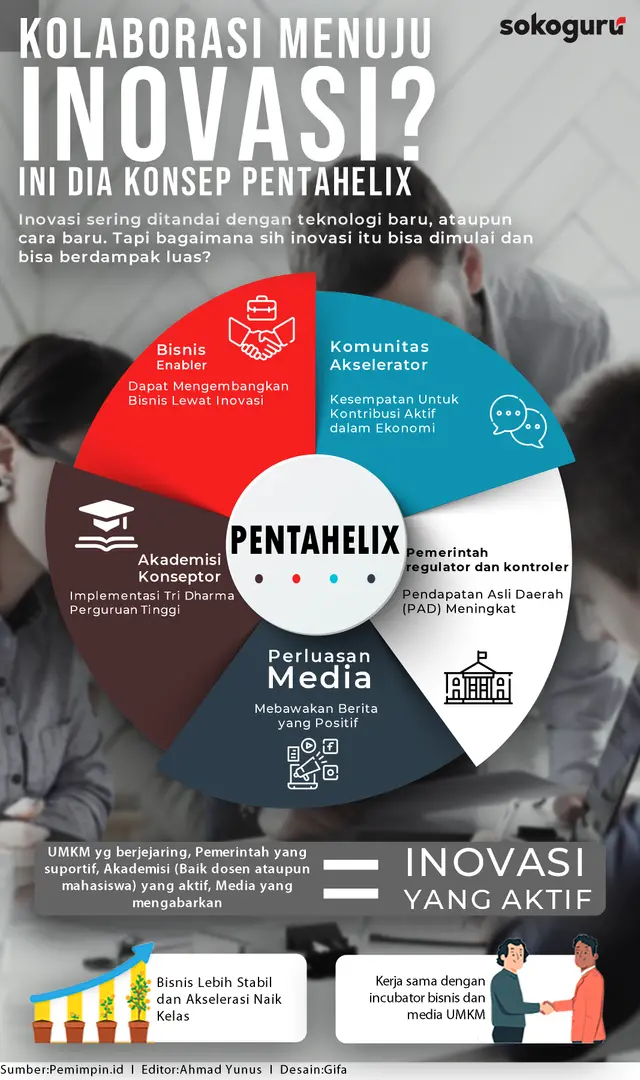 sokoguru
KOLABORASI MENUJU
INOVASI?
INI DIA KONSEP PENTAHELIX
Inovasi sering ditandai dengan teknologi baru, ataupun
cara baru. Tapi bagaimana sih inovasi itu bisa dimulai dan
bisa berdampak luas?
Bisnis
Enabler
Dapat Mengembangkan
Bisnis Lewat Inovasi
Komunitas
Akselerator
Kesempatan Untuk
Kontribusi Aktif
dalam Ekonomi
Akademisi
Konseptor
Implementasi Tri Dharma
Perguruan Tinggi
PENTAHELIX
Pemerintah
regulator dan kontroler
Pendapatan Asli Daerah
(PAD) Meningkat
Perluasan
Media
Mebawakan Berita
yang Positif
UMKM yg berjejaring, Pemerintah yang
suportif, Akademisi (Baik dosen ataupun
mahasiswa) yang aktif, Media yang
mengabarkan
=
INOVASI
YANG AKTIF
Bisnis Lebih Stabil
dan Akselerasi Naik
Kelas
Kerja sama dengan
incubator bisnis dan
media UMKM
Sumber:Pemimpin.id I Editor:Ahmad Yunus I Desain:Gifa